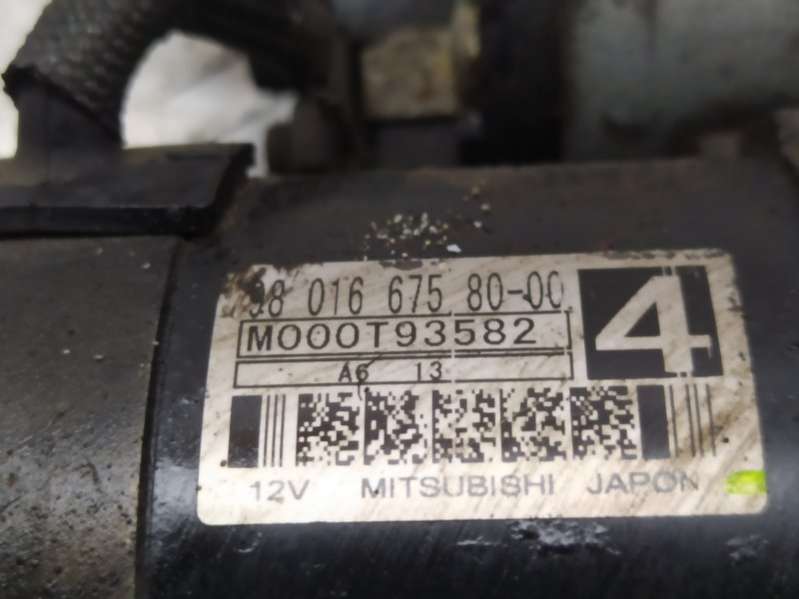 98 016 675 80-00
M000T93582
4
A6 13
12V MITSUBISHI JAPON